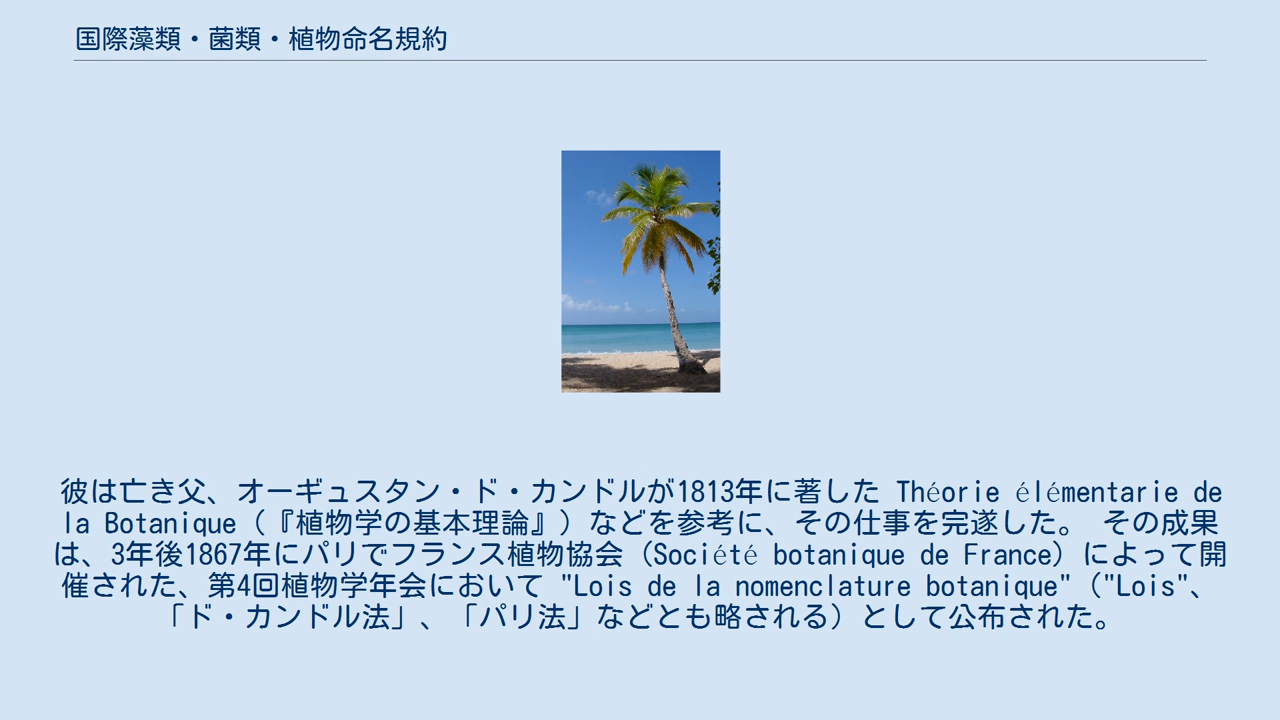 国際藻類・菌類・植物命名規約
彼は亡き父、オーギュスタン・ド・カンドルが1813年に著した Théorie élémentarie de
la Botanique（『植物学の基本理論』）などを参考に、その仕事を完遂した。 その成果
は、3年後1867年にパリでフランス植物協会（Société botanique de France）によって開
催された、第4回植物学年会において "Lois de la nomenclature botanique"（"Lois"、
「ド・カンドル法」、「パリ法」などとも略される）として公布された。